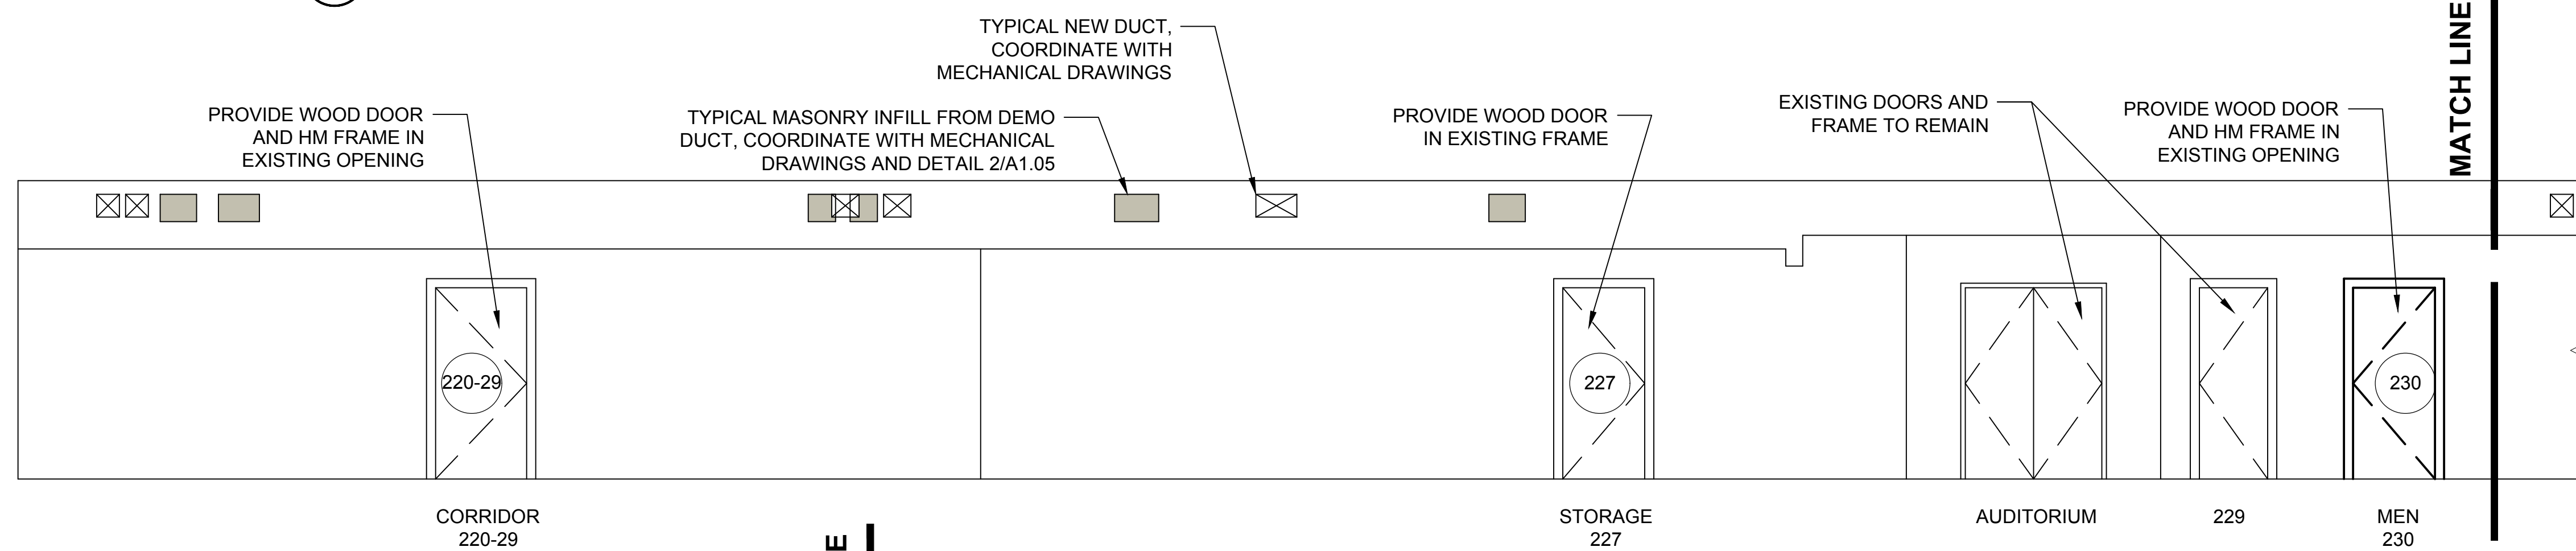 TYPICAL NEW DUCT,
COORDINATE WITH
MECHANICAL DRAWINGS
MATCH LINE
PROVIDE WOOD DOOR
AND HM FRAME IN
EXISTING OPENING
TYPICAL MASONRY INFILL FROM DEMO
DUCT, COORDINATE WITH MECHANICAL
DRAWINGS AND DETAIL 2/A1.05
PROVIDE WOOD DOOR
IN EXISTING FRAME
EXISTING DOORS AND
FRAME TO REMAIN
PROVIDE WOOD DOOR
AND HM FRAME IN
EXISTING OPENING
220-29
227
230
CORRIDOR
220-29
STORAGE
227
AUDITORIUM
229
MEN
230
E